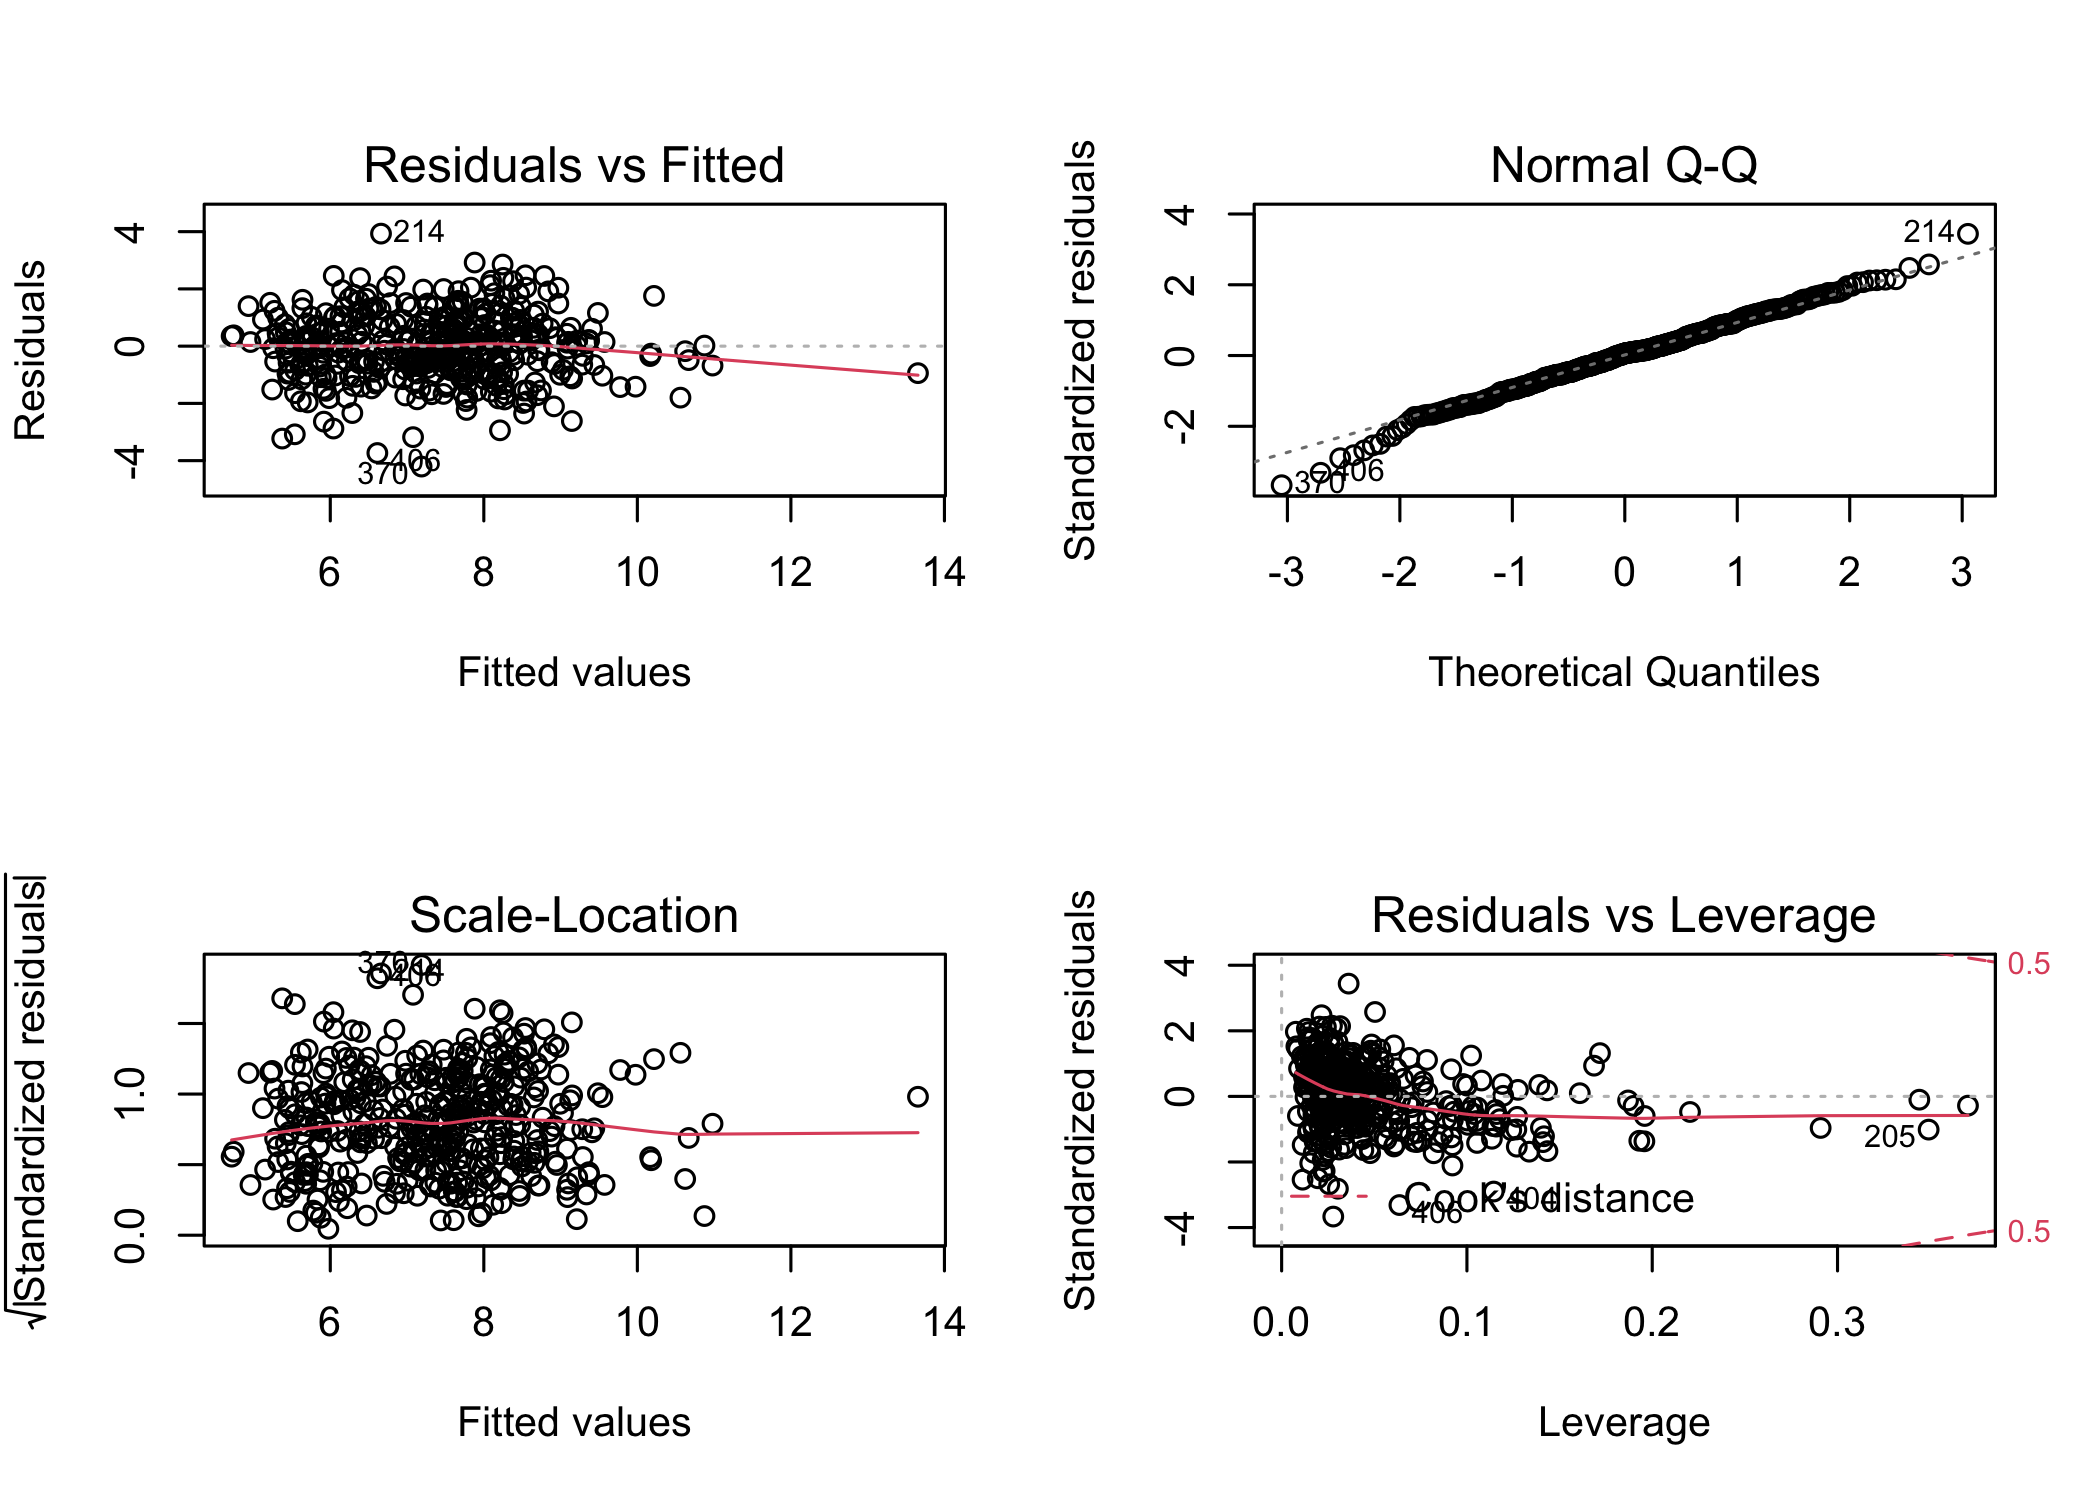 Residuals vs Fitted
Residuals
4
0
-4
214
406
370
6 8 10 12 14
Fitted values
Normal Q-Q
Standardized residuals
4
2
0
-2
214
406
370
-3 -2 -1 0 1 2 3
Theoretical Quantiles
Scale-Location
√|Standardized residuals|
1.0
0.0
370
214
406
6 8 10 12 14
Fitted values
Residuals vs Leverage
Standardized residuals
4
2
0
-4
0.5
205
Cook's distance
404
406
0.5
0.0 0.1 0.2 0.3
Leverage